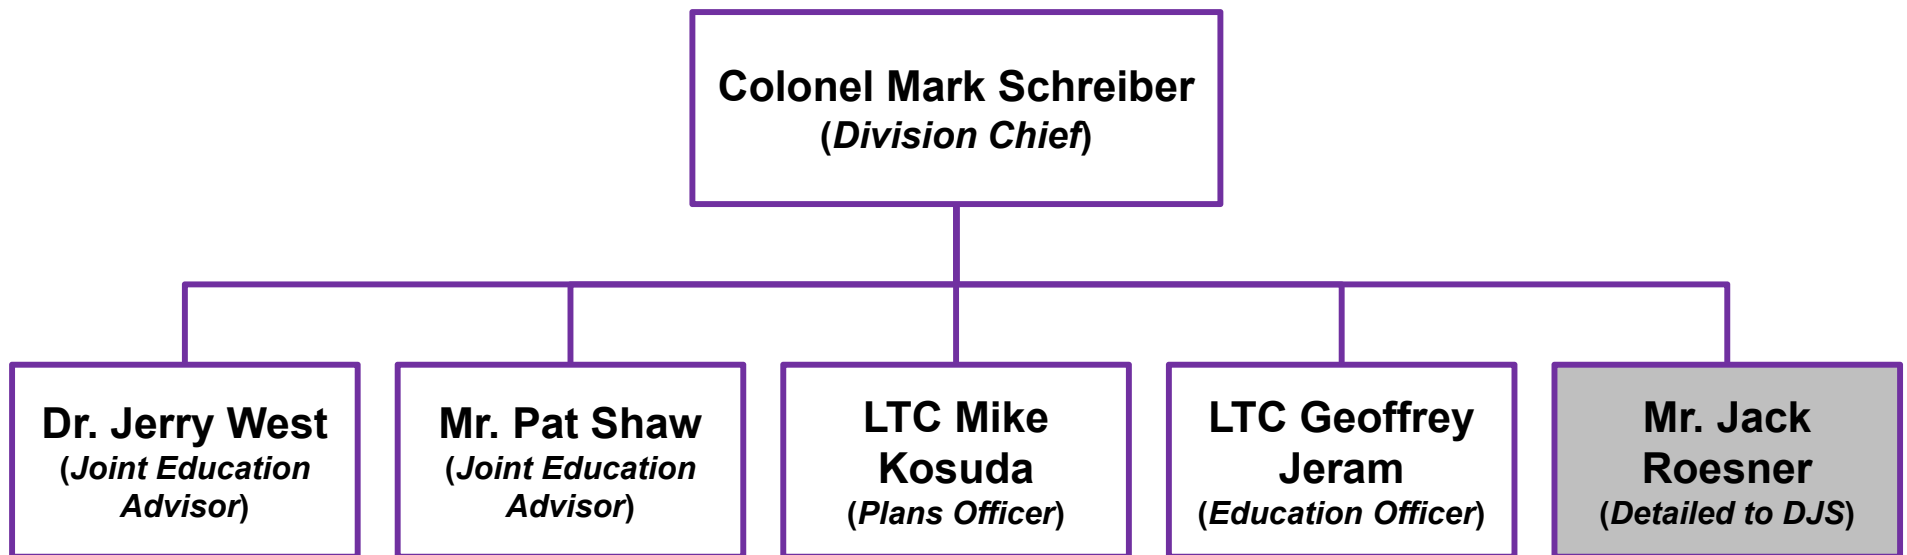 Colonel Mark Schreiber
(Division Chief)
Dr. Jerry West
(Joint Education
Advisor)
Mr. Pat Shaw
(Joint Education
Advisor)
LTC Mike
Kosuda
(Plans Officer)
LTC Geoffrey
Jeram
(Education Officer)
Mr. Jack
Roesner
(Detailed to DJS)